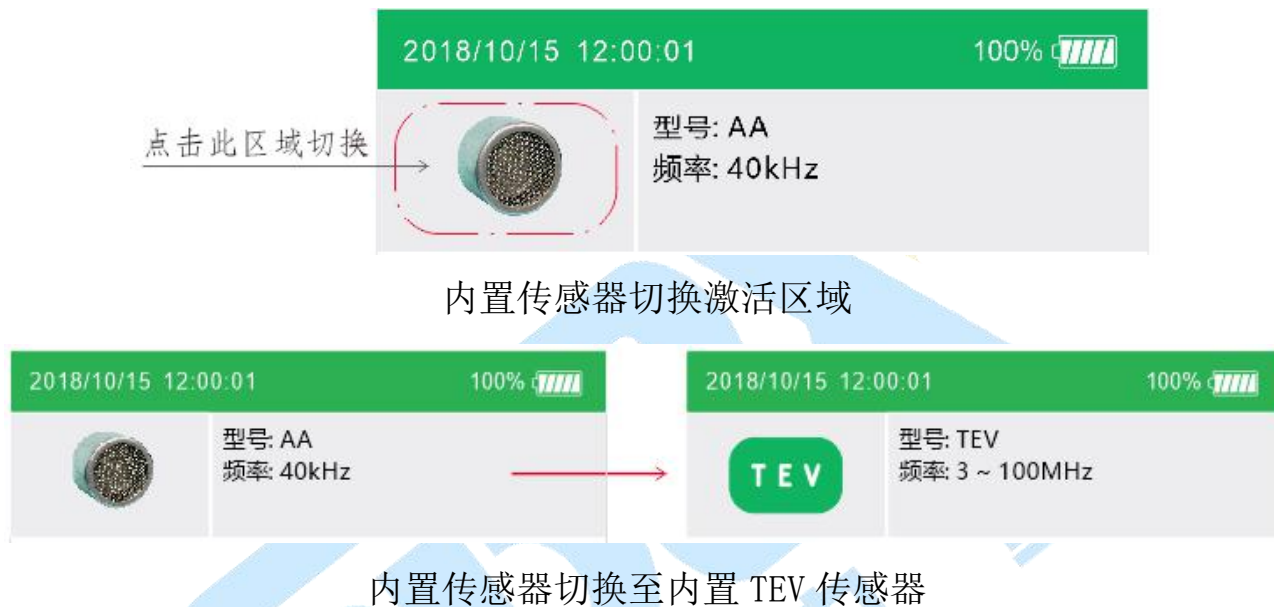 2018/10/15 12:00:01 100%
点击此区域切换
型号: AA
频率: 40kHz
内置传感器切换激活区域
2018/10/15 12:00:01 100%
型号: AA
频率: 40kHz
2018/10/15 12:00:01 100%
TEV
型号: TEV
频率: 3 ~ 100MHz
内置传感器切换至内置 TEV 传感器